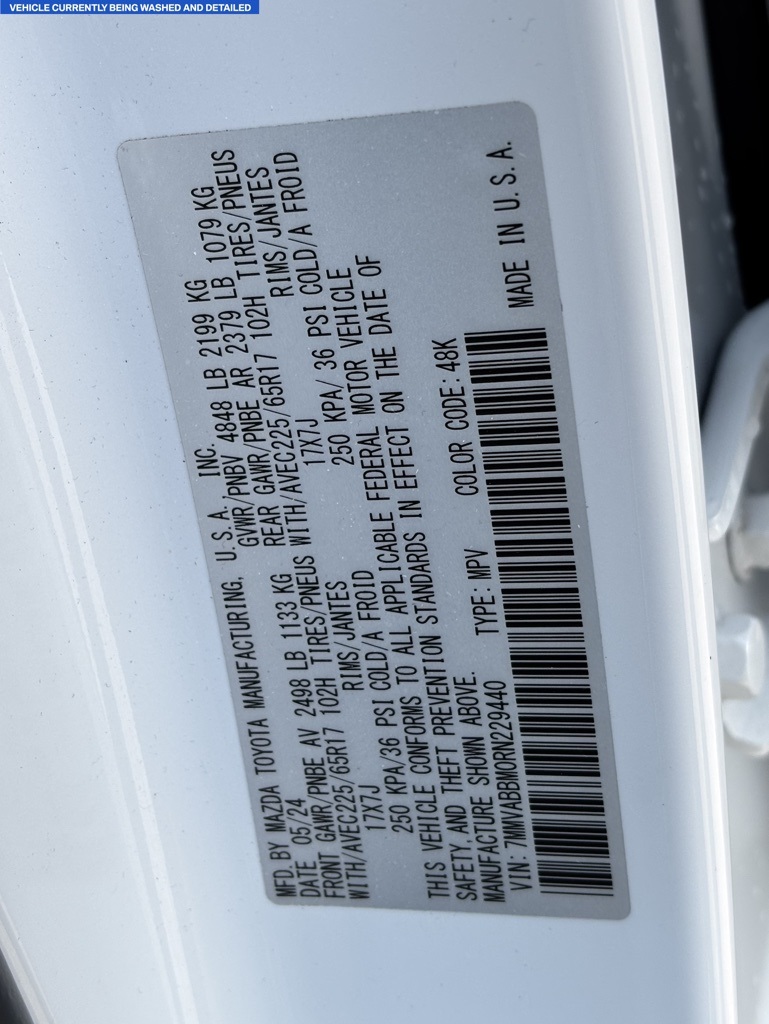 VEHICLE CURRENTLY BEING WASHED AND DETAILED
MFD. BY MAZDA TOYOTA MANUFACTURING, U.S.A., INC.
DATE 05/24 GVWR/PNBV 4848 LB 2199 KG
FRONT GAWR/PNBE AV 2498 LB 1133 KG REAR GAWR/PNBE AR 2379 LB 1079 KG
WITH/AVEC225/65R17 102H TIRES/PNEUS WITH/AVEC225/65R17 102H TIRES/PNEUS
17X7J RIMS/JANTES 17X7J RIMS/JANTES
250 KPA/36 PSI COLD/A FROID 250 KPA/ 36 PSI COLD/A FROID
THIS VEHICLE CONFORMS TO ALL APPLICABLE FEDERAL MOTOR VEHICLE
SAFETY, AND THEFT PREVENTION STANDARDS IN EFFECT ON THE DATE OF
MANUFACTURE SHOWN ABOVE.
VIN: 7MMVABBM0RN229440 TYPE: MPV COLOR CODE: 48K
MADE IN U.S.A.